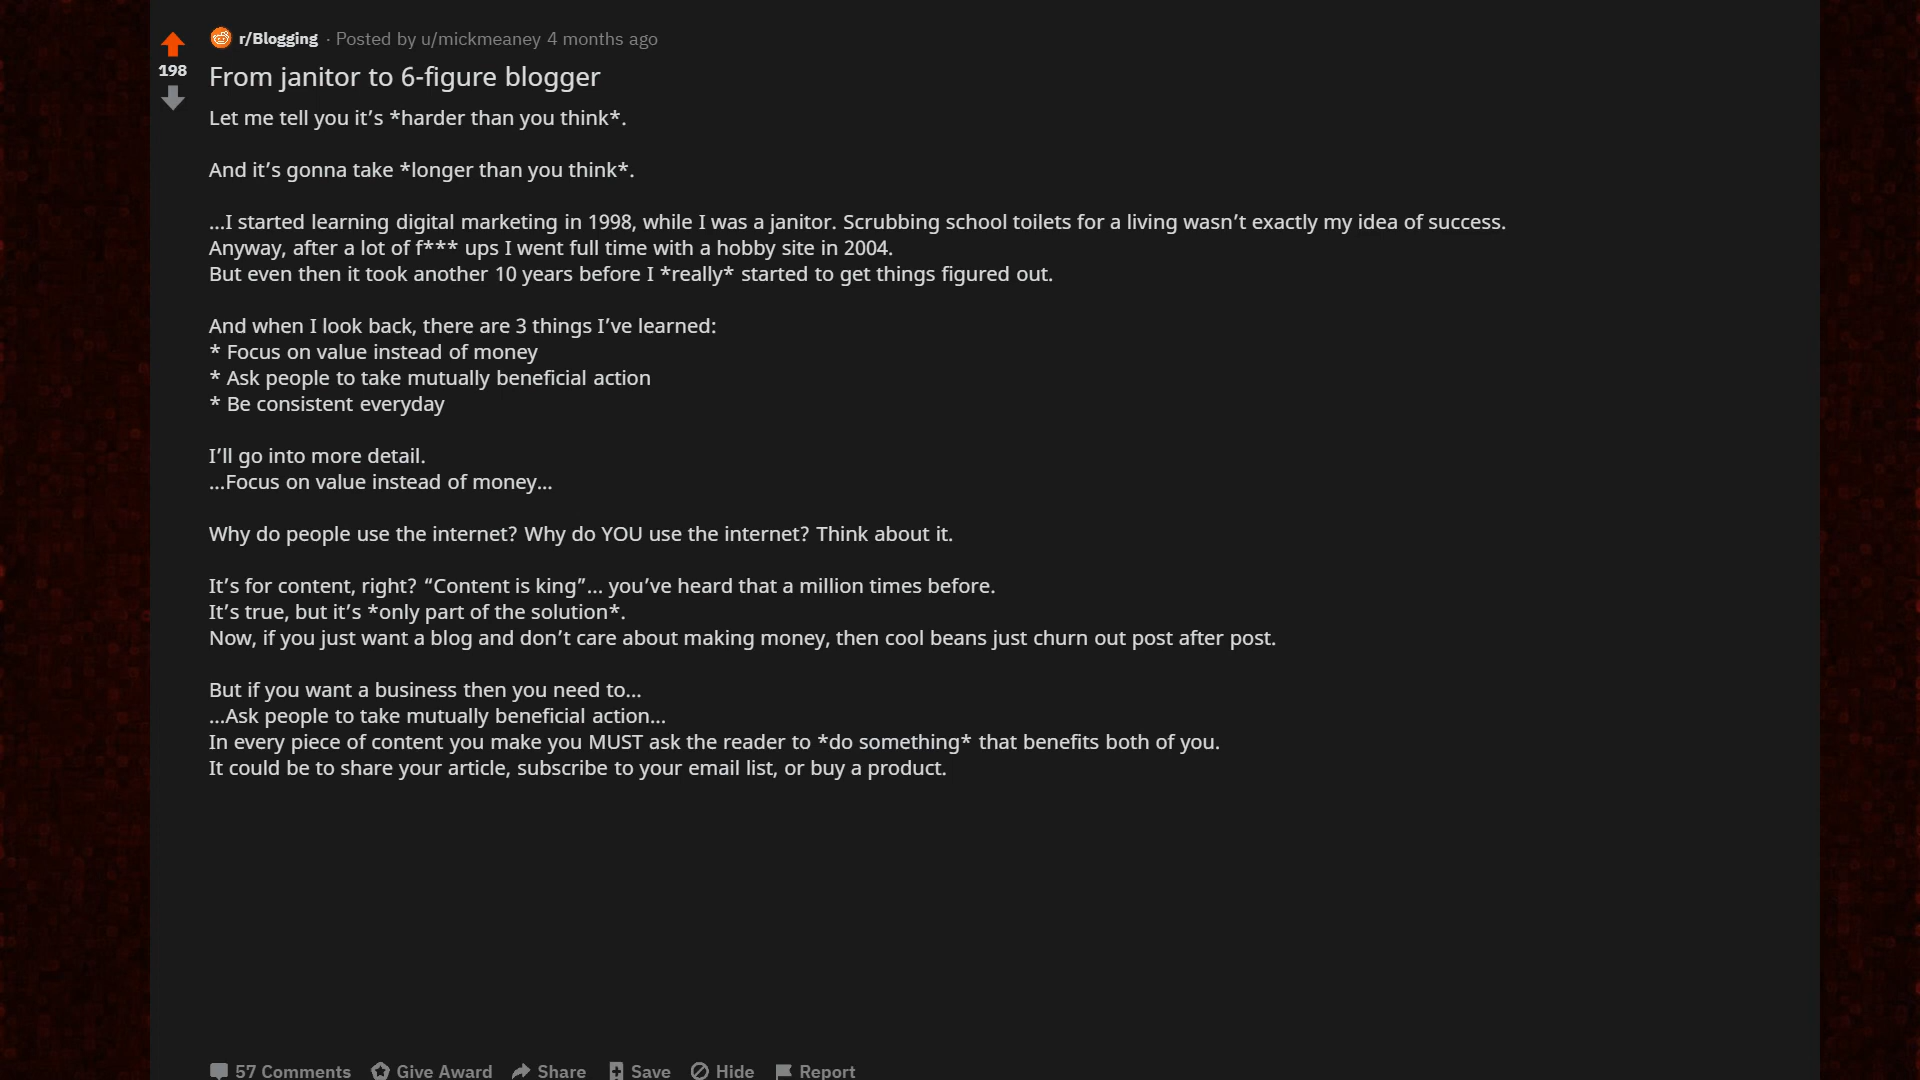 r/Blogging · Posted by u/mickmeaney 4 months ago
198
From janitor to 6-figure blogger
Let me tell you it’s *harder than you think*.
And it’s gonna take *longer than you think*.
...I started learning digital marketing in 1998, while I was a janitor. Scrubbing school toilets for a living wasn’t exactly my idea of success.
Anyway, after a lot of f*** ups I went full time with a hobby site in 2004.
But even then it took another 10 years before I *really* started to get things figured out.
And when I look back, there are 3 things I’ve learned:
* Focus on value instead of money
* Ask people to take mutually beneficial action
* Be consistent everyday
I’ll go into more detail.
...Focus on value instead of money...
Why do people use the internet? Why do YOU use the internet? Think about it.
It’s for content, right? “Content is king”... you’ve heard that a million times before.
It’s true, but it’s *only part of the solution*.
Now, if you just want a blog and don’t care about making money, then cool beans just churn out post after post.
But if you want a business then you need to...
...Ask people to take mutually beneficial action...
In every piece of content you make you MUST ask the reader to *do something* that benefits both of you.
It could be to share your article, subscribe to your email list, or buy a product.
57 Comments Give Award Share Save Hide Report